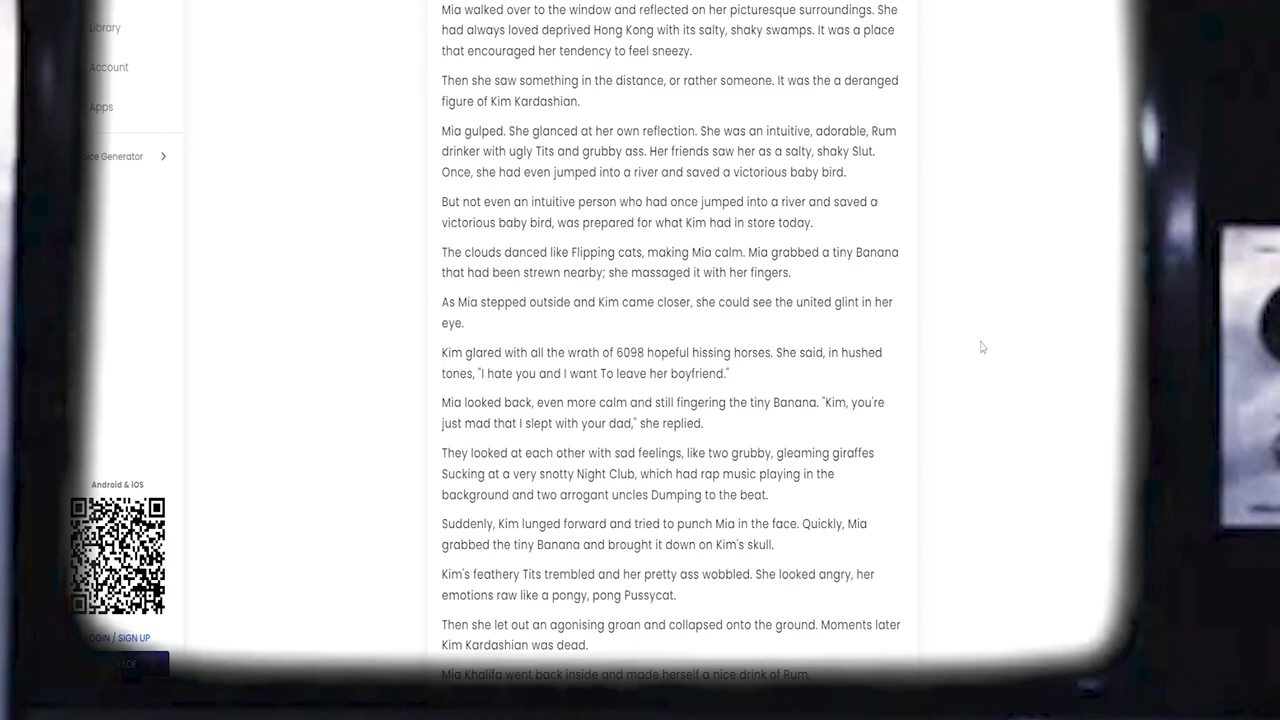 Library
Account
Apps
Generator
Android & iOS
LOGIN / SIGN UP
Mia walked over to the window and reflected on her picturesque surroundings. She
had always loved deprived Hong Kong with its salty, shaky swamps. It was a place
that encouraged her tendency to feel sneezy.
Then she saw something in the distance, or rather someone. It was the a deranged
figure of Kim Kardashian.
Mia gulped. She glanced at her own reflection. She was an intuitive, adorable, Rum
drinker with ugly Tits and grubby ass. Her friends saw her as a salty, shaky Slut.
Once, she had even jumped into a river and saved a victorious baby bird.
But not even an intuitive person who had once jumped into a river and saved a
victorious baby bird, was prepared for what Kim had in store today.
The clouds danced like Flipping cats, making Mia calm. Mia grabbed a tiny Banana
that had been strewn nearby; she massaged it with her fingers.
As Mia stepped outside and Kim came closer, she could see the united glint in her
eye.
Kim glared with all the wrath of 6098 hopeful hissing horses. She said, in hushed
tones, "I hate you and I want To leave her boyfriend."
Mia looked back, even more calm and still fingering the tiny Banana. "Kim, you're
just mad that I slept with your dad," she replied.
They looked at each other with sad feelings, like two grubby, gleaming giraffes
Sucking at a very snotty Night Club, which had rap music playing in the
background and two arrogant uncles Dumping to the beat.
Suddenly, Kim lunged forward and tried to punch Mia in the face. Quickly, Mia
grabbed the tiny Banana and brought it down on Kim's skull.
Kim's feathery Tits trembled and her pretty ass wobbled. She looked angry, her
emotions raw like a pongy, pong Pussycat.
Then she let out an agonising groan and collapsed onto the ground. Moments later
Kim Kardashian was dead.
Mia Khalifa went back inside and made herself a nice drink of Rum.